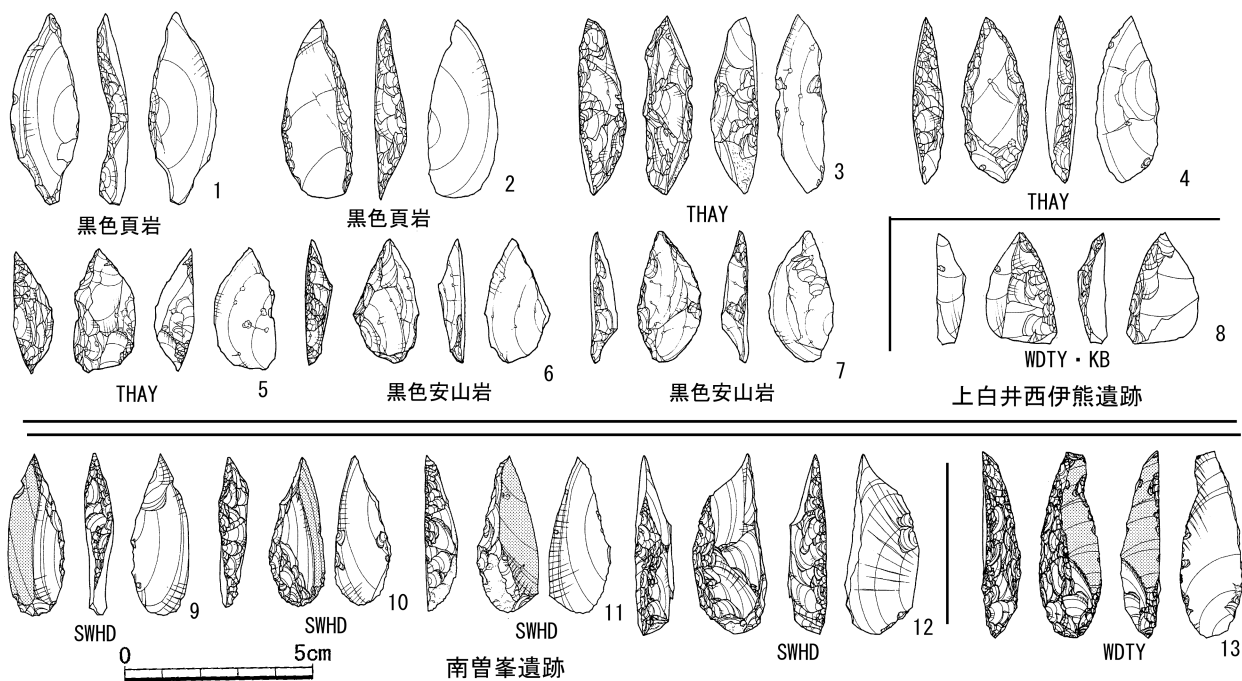 1
黒色頁岩
2
黒色頁岩
3
THAY
4
THAY
5
THAY
6
黒色安山岩
7
黒色安山岩
8
WDTY・KB
上白井西伊熊遺跡
9
SWHD
10
SWHD
11
SWHD
12
SWHD
13
WDTY
0 5cm
南曽峯遺跡